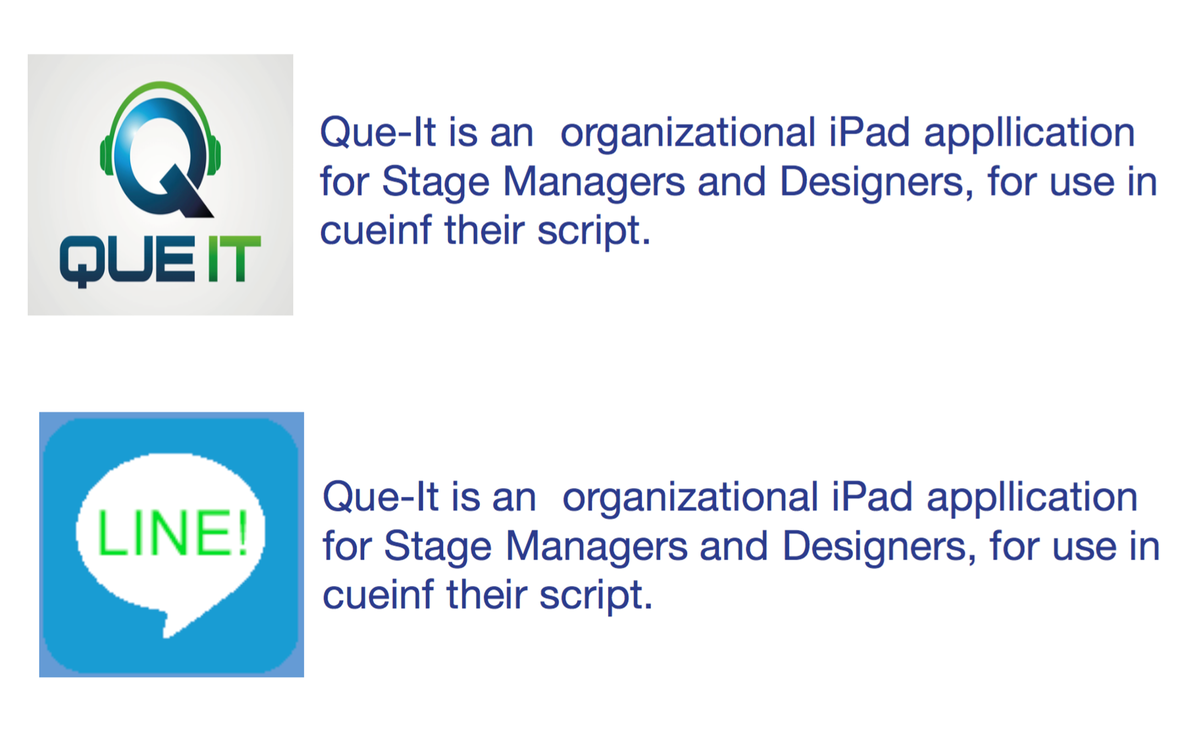 Q
QUE IT
Que-It is an  organizational iPad appllication
for Stage Managers and Designers, for use in
cueinf their script.
LINE!
Que-It is an  organizational iPad appllication
for Stage Managers and Designers, for use in
cueinf their script.